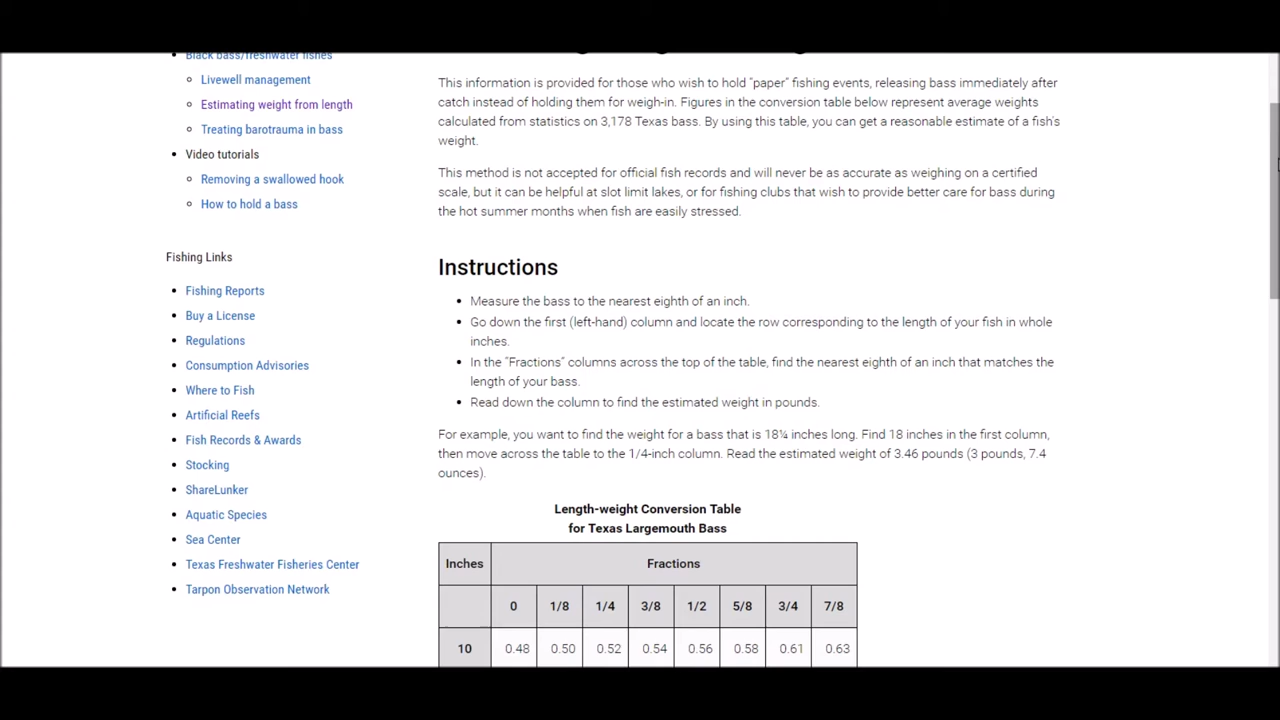 Black bass/freshwater fishes
Livewell management
Estimating weight from length
Treating barotrauma in bass
Video tutorials
Removing a swallowed hook
How to hold a bass
Fishing Links
Fishing Reports
Buy a License
Regulations
Consumption Advisories
Where to Fish
Artificial Reefs
Fish Records & Awards
Stocking
ShareLunker
Aquatic Species
Sea Center
Texas Freshwater Fisheries Center
Tarpon Observation Network
This information is provided for those who wish to hold "paper" fishing events, releasing bass immediately after
catch instead of holding them for weigh-in. Figures in the conversion table below represent average weights
calculated from statistics on 3,178 Texas bass. By using this table, you can get a reasonable estimate of a fish's
weight.
This method is not accepted for official fish records and will never be as accurate as weighing on a certified
scale, but it can be helpful at slot limit lakes, or for fishing clubs that wish to provide better care for bass during
the hot summer months when fish are easily stressed.
Instructions
Measure the bass to the nearest eighth of an inch.
Go down the first (left-hand) column and locate the row corresponding to the length of your fish in whole
inches.
In the "Fractions" columns across the top of the table, find the nearest eighth of an inch that matches the
length of your bass.
Read down the column to find the estimated weight in pounds.
For example, you want to find the weight for a bass that is 18¼ inches long. Find 18 inches in the first column,
then move across the table to the 1/4-inch column. Read the estimated weight of 3.46 pounds (3 pounds, 7.4
ounces).
Length-weight Conversion Table
for Texas Largemouth Bass
Inches Fractions
0 1/8 1/4 3/8 1/2 5/8 3/4 7/8
10 0.48 0.50 0.52 0.54 0.56 0.58 0.61 0.63